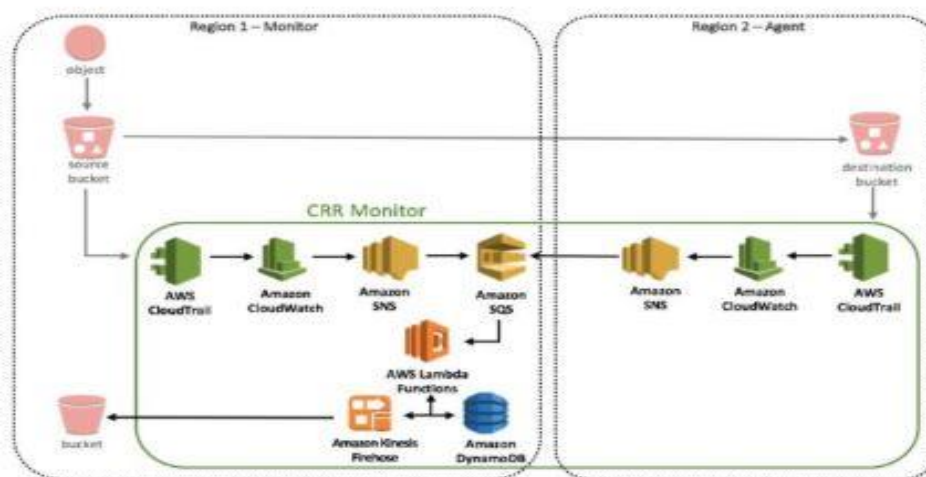 Region 1 – Monitor
Region 2 – Agent
object
source
bucket
destination
bucket
CRR Monitor
AWS
CloudTrail
Amazon
CloudWatch
Amazon
SNS
Amazon
SQS
Amazon
SNS
Amazon
CloudWatch
AWS
CloudTrail
AWS Lambda
Functions
bucket
Amazon Kinesis
Firehose
Amazon
DynamoDB